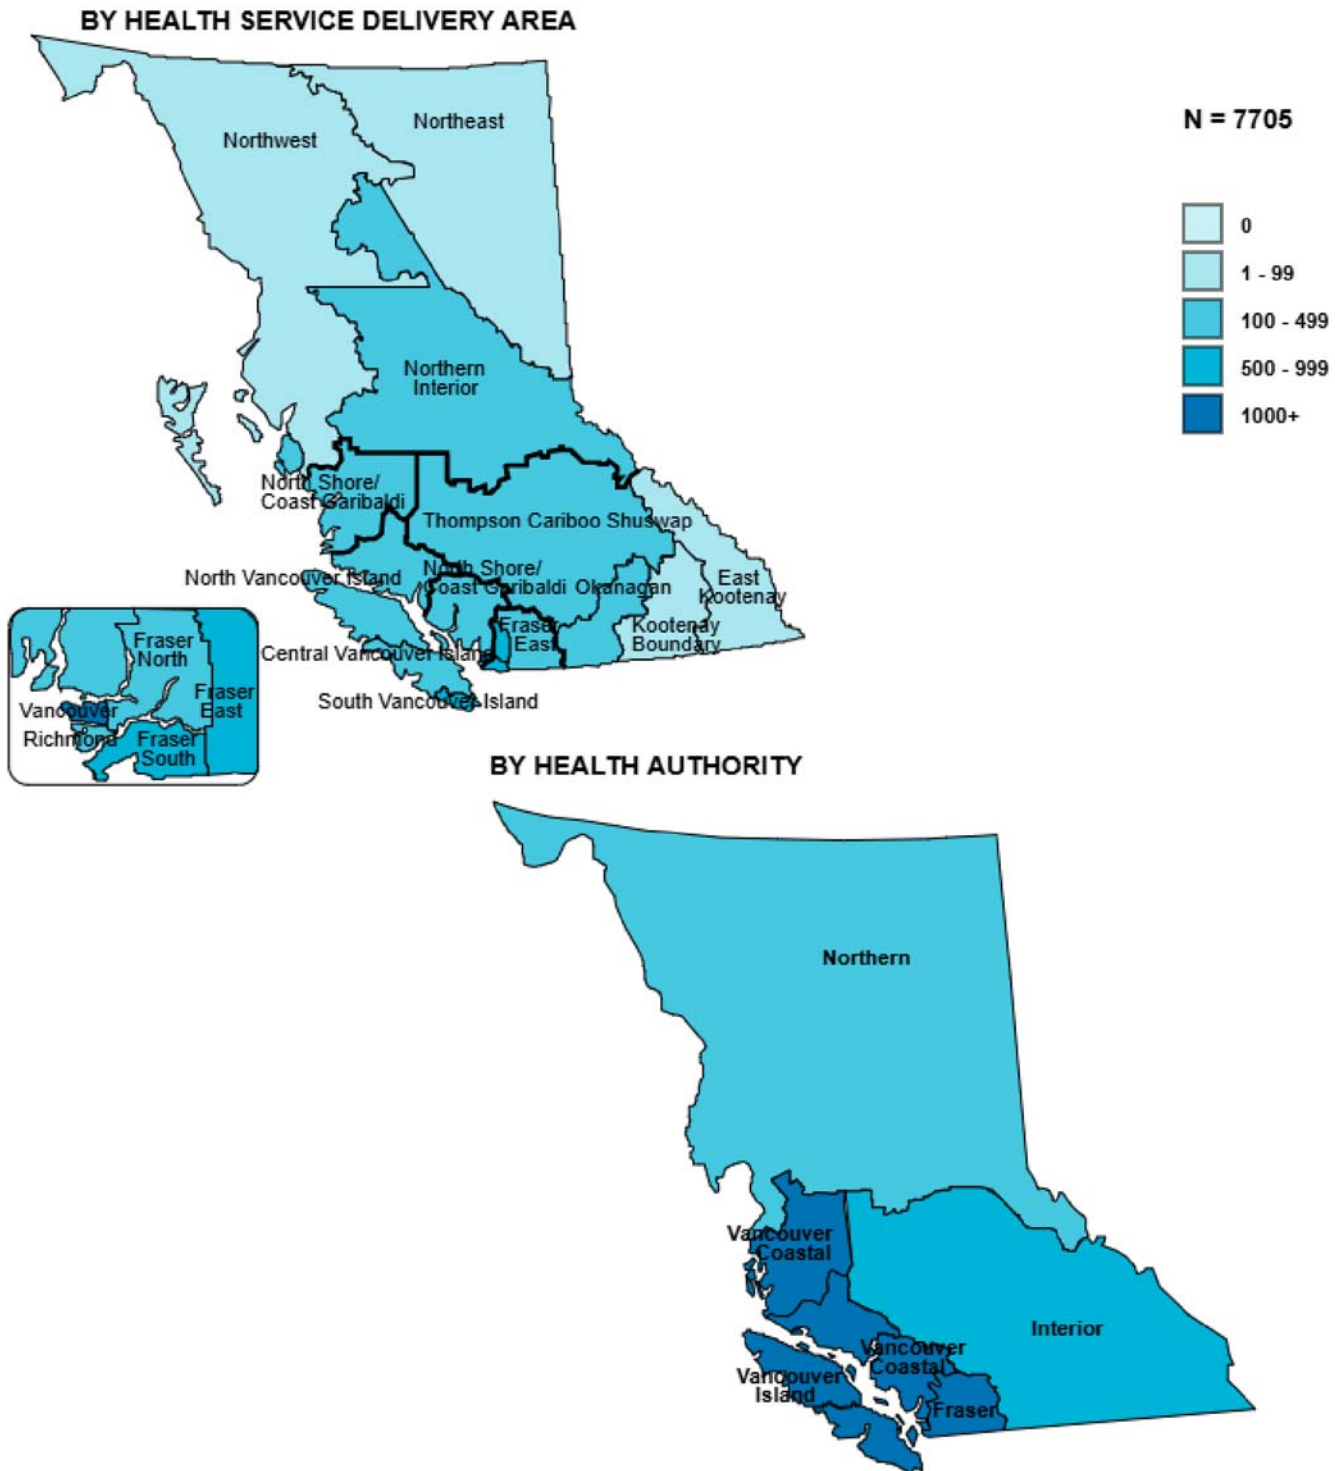 BY HEALTH SERVICE DELIVERY AREA
N = 7705
0
1 - 99
100 - 499
500 - 999
1000+
Northwest
Northeast
Northern
Interior
North Shore/
Coast Garibaldi
Thompson Cariboo Shuswap
North Vancouver Island
North Shore/
Coast Garibaldi
Okanagan
East
Kootenay
Kootenay
Boundary
Fraser
East
Central Vancouver Island
South Vancouver Island
Fraser
North
Fraser
East
Vancouver
Richmond
Fraser
South
BY HEALTH AUTHORITY
Northern
Vancouver
Coastal
Interior
Vancouver
Coastal
Vancouver
Island
Fraser